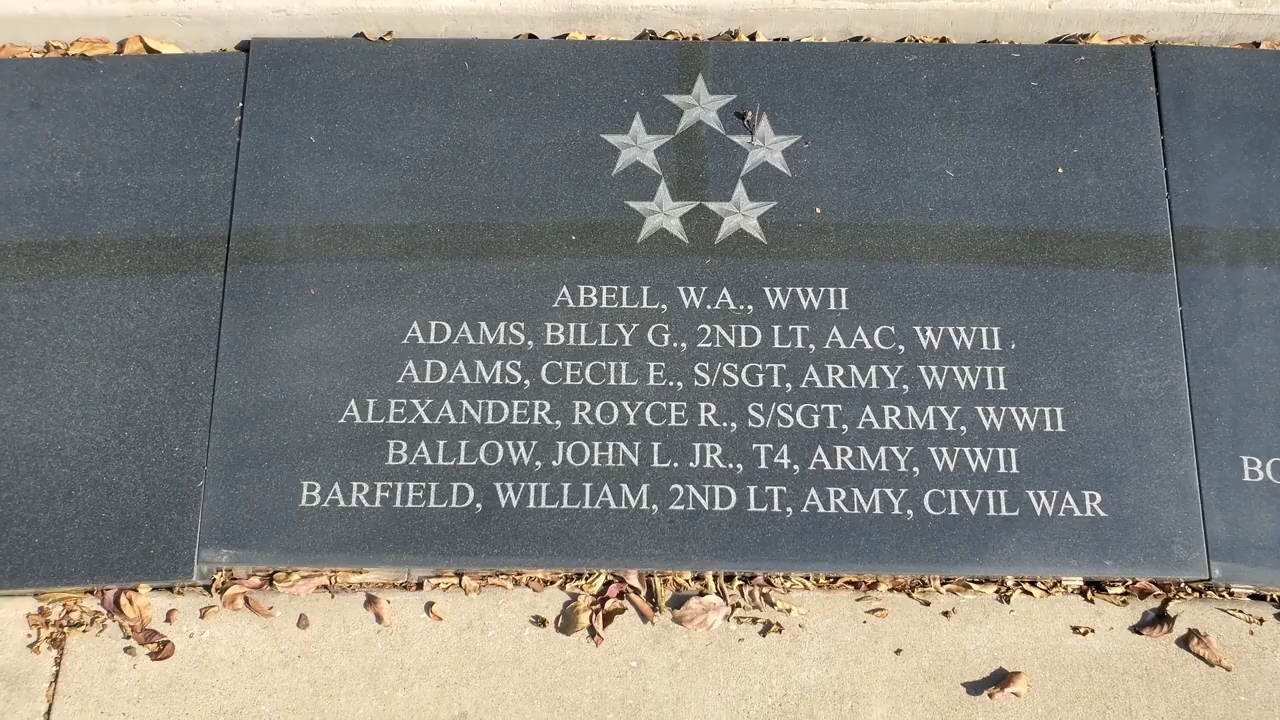 ABELL, W.A., WWII
ADAMS, BILLY G., 2ND LT, AAC, WWII
ADAMS, CECIL E., S/SGT, ARMY, WWII
ALEXANDER, ROYCE R., S/SGT, ARMY, WWII
BALLOW, JOHN L. JR., T4, ARMY, WWII
BARFIELD, WILLIAM, 2ND LT, ARMY, CIVIL WAR